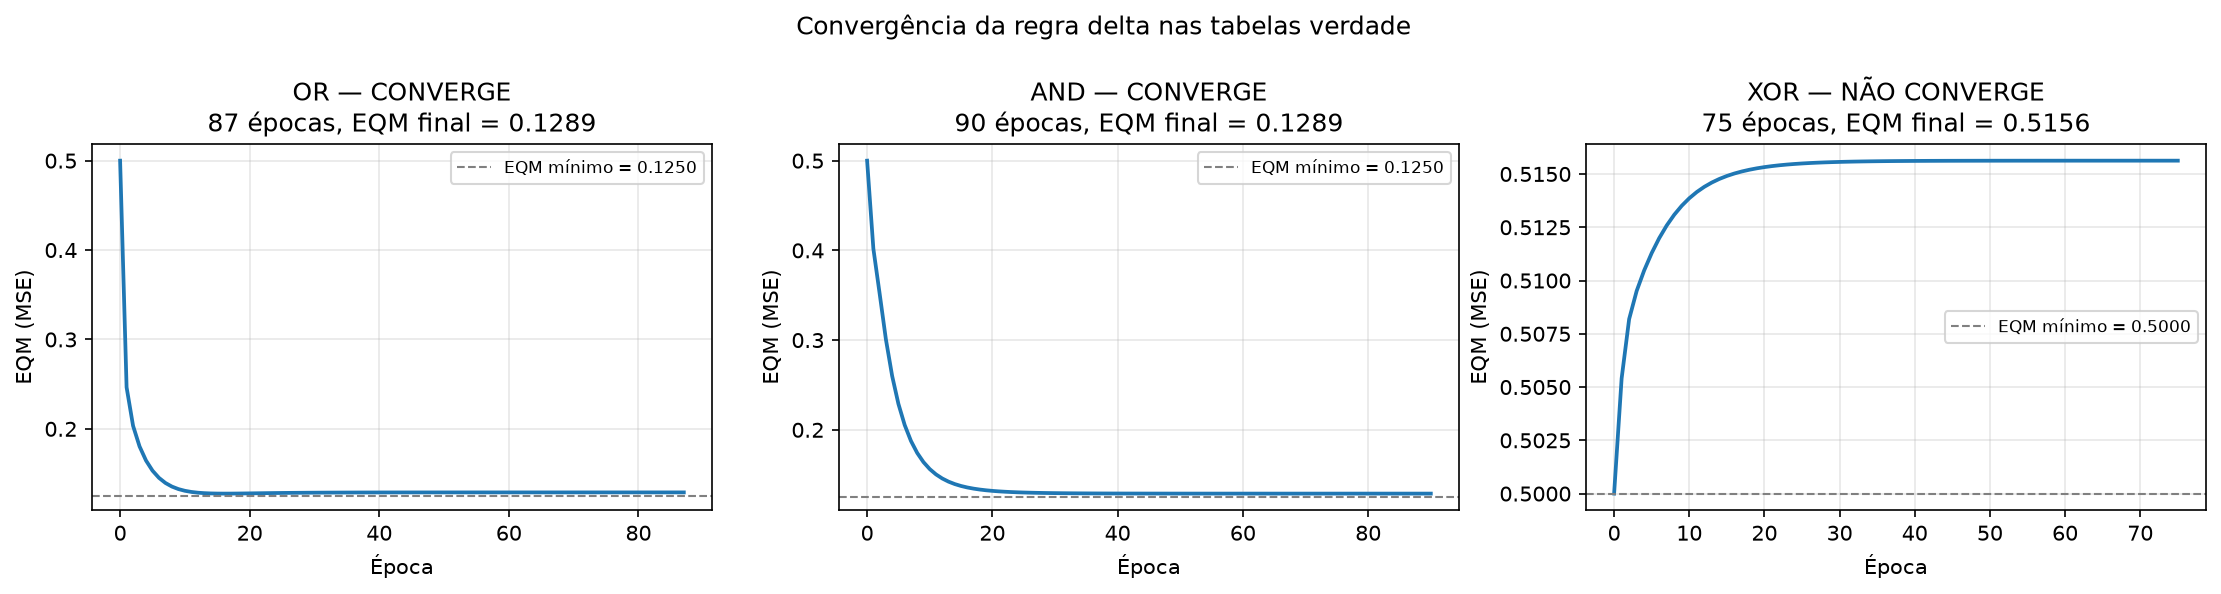 Convergência da regra delta nas tabelas verdade
OR — CONVERGE
87 épocas, EQM final = 0.1289
EQM mínimo = 0.1250
0.5
0.4
0.3
0.2
EQM (MSE)
0
20
40
60
80
Época
AND — CONVERGE
90 épocas, EQM final = 0.1289
EQM mínimo = 0.1250
0.5
0.4
0.3
0.2
EQM (MSE)
0
20
40
60
80
Época
XOR — NÃO CONVERGE
75 épocas, EQM final = 0.5156
EQM mínimo = 0.5000
0.5150
0.5125
0.5100
0.5075
0.5050
0.5025
0.5000
EQM (MSE)
0
10
20
30
40
50
60
70
Época